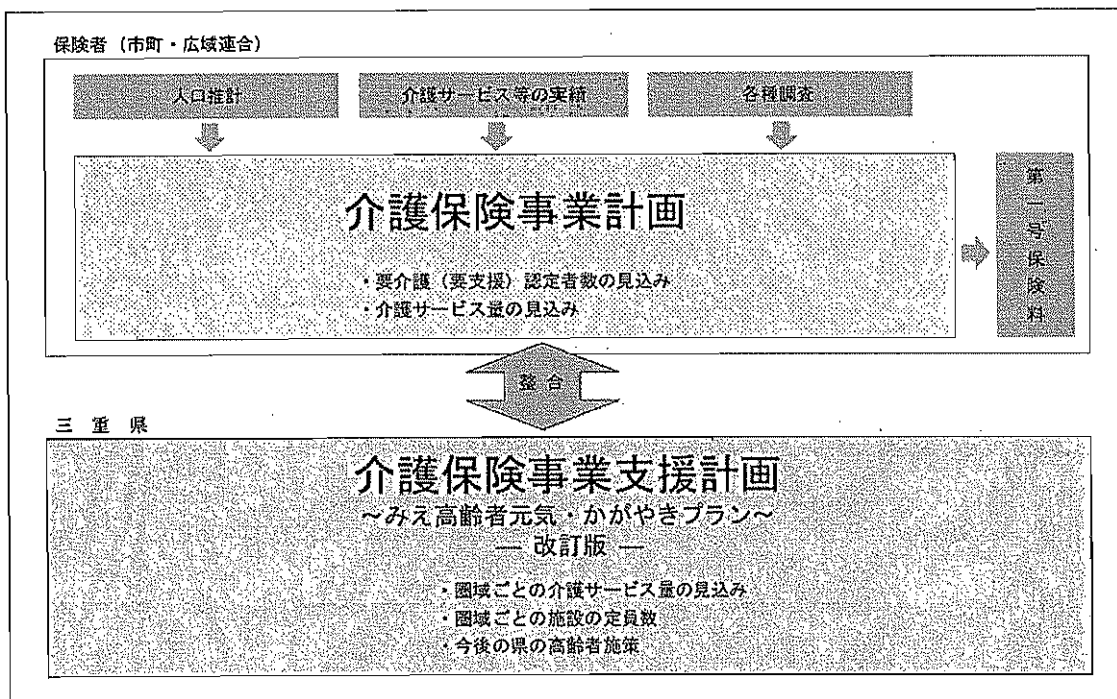 保険者（市町・広域連合）
人口推計
介護サービス等の実績
各種調査
介護保険事業計画
・要介護（要支援）認定者数の見込み
・介護サービス量の見込み
第一号保険料
整合
三重県
介護保険事業支援計画
～みえ高齢者元気・かがやきプラン～
― 改訂版 ―
・圏域ごとの介護サービス量の見込み
・圏域ごとの施設の定員数
・今後の県の高齢者施策